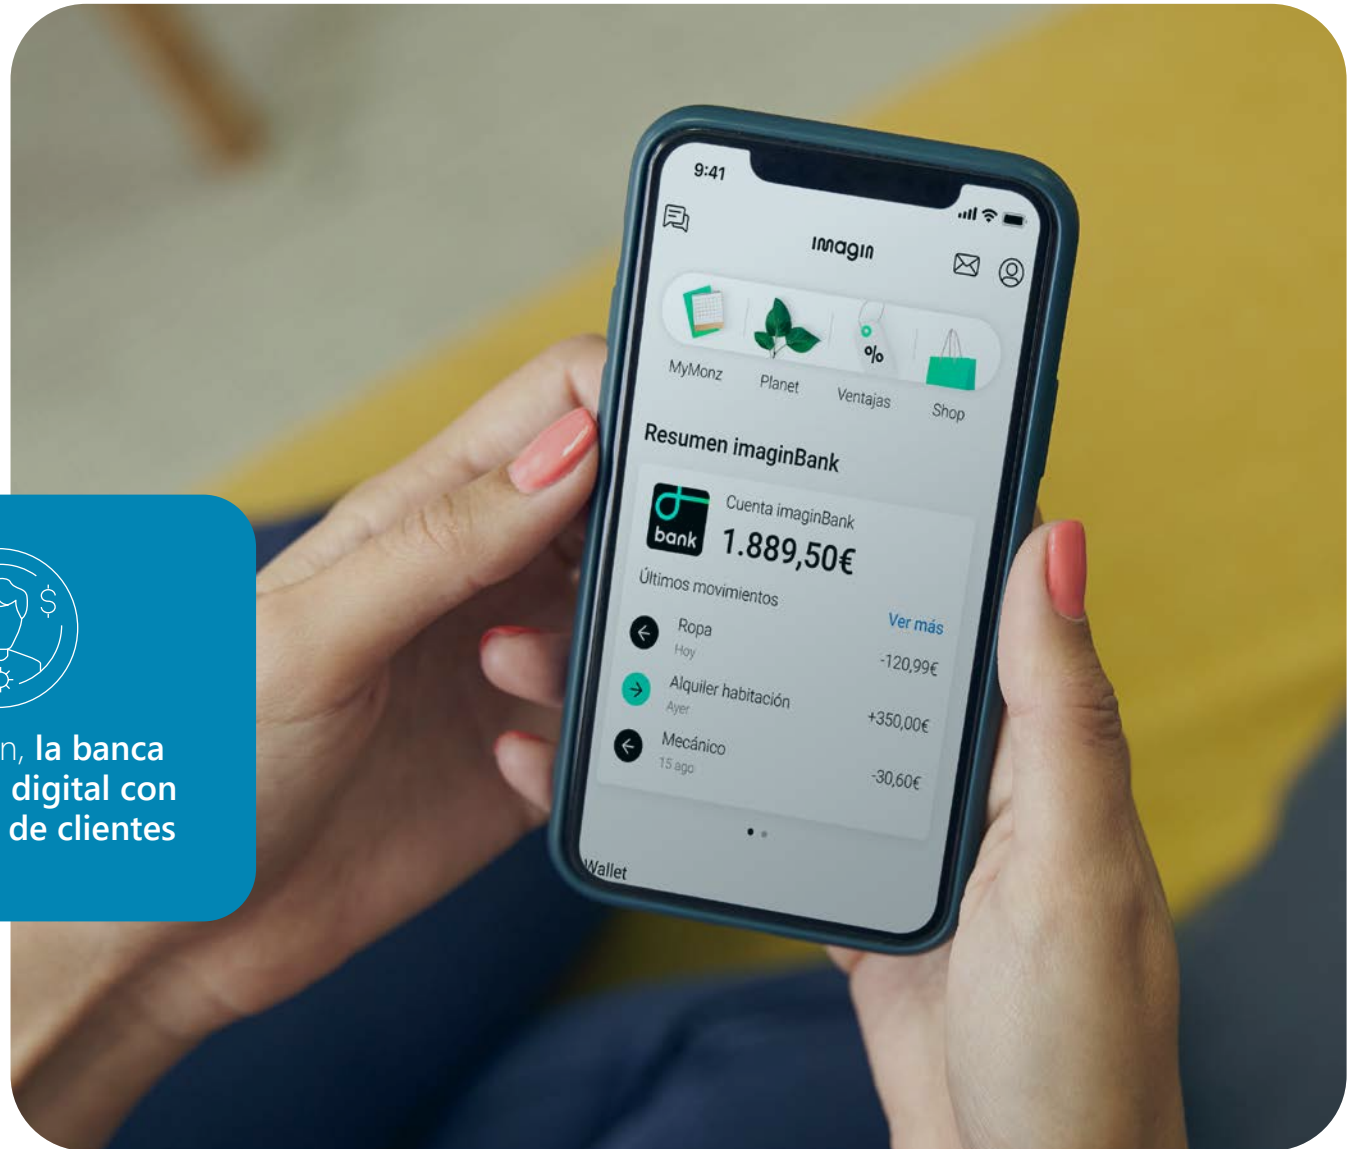 9:41
imagin
%
MyMonz Planet Ventajas Shop
Resumen imaginBank
bank
Cuenta imaginBank
1.889,50€
Últimos movimientos
Ver más
Ropa
Hoy
-120,99€
Alquiler habitación
Ayer
+350,00€
Mecánico
15 ago
-30,60€
Wallet
$
n, la banca
digital con
de clientes